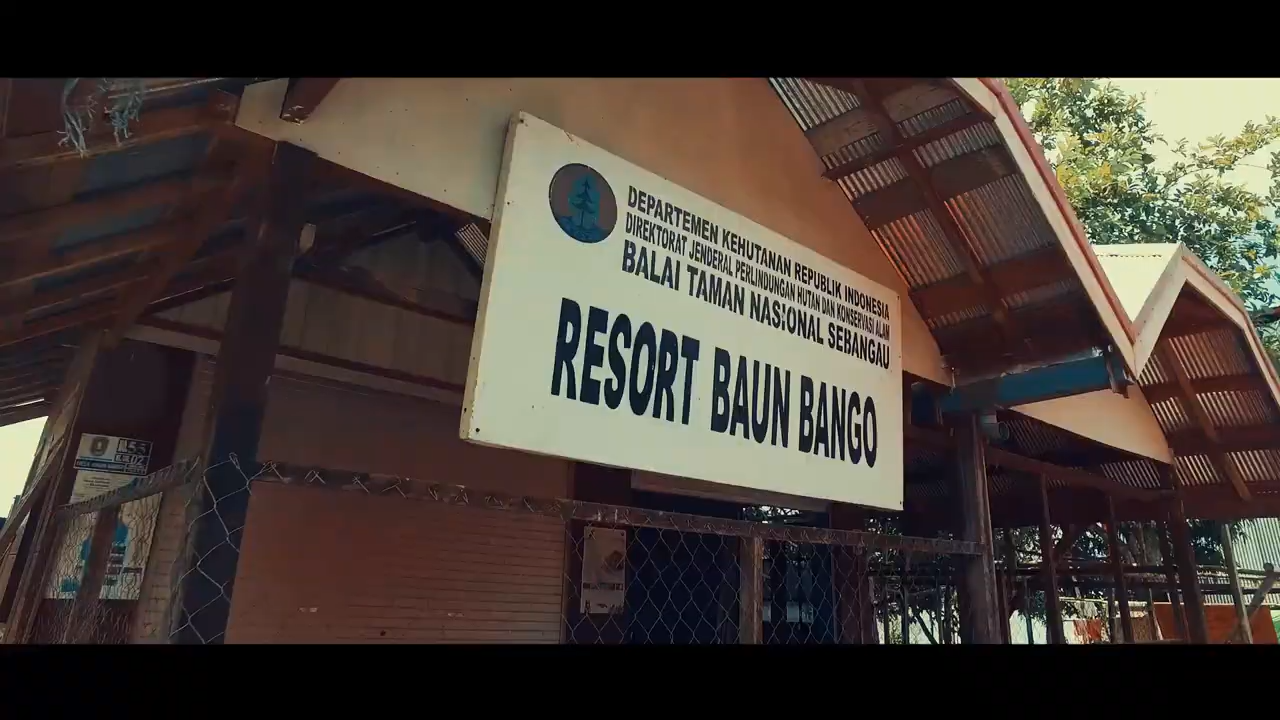 DEPARTEMEN KEHUTANAN REPUBLIK INDONESIA
DIREKTORAT JENDERAL PERLINDUNGAN HUTAN DAN KONSERVASI ALAM
BALAI TAMAN NASIONAL SEBANGAU
RESORT BAUN BANGO